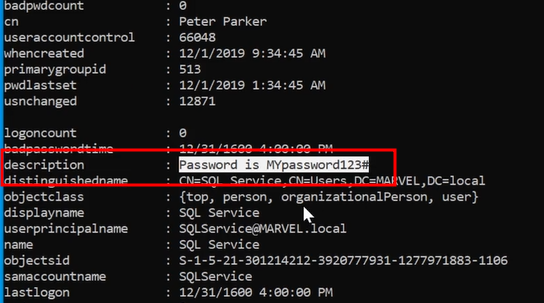 badpwdcount : 0
cn : Peter Parker
useraccountcontrol : 66048
whencreated : 12/1/2019 9:34:45 AM
primarygroupid : 513
pwdlastset : 12/1/2019 1:34:45 AM
usnchanged : 12871
logoncount : 0
badpasswordtime : 12/31/1600 4:00:00 PM
description : Password is MYpassword123#
distinguishedname : CN=SQL Service,CN=Users,DC=MARVEL,DC=local
objectclass : {top, person, organizationalPerson, user}
displayname : SQL Service
userprincipalname : SQLService@MARVEL.local
name : SQL Service
objectsid : S-1-5-21-301214212-3920777931-1277971883-1106
samaccountname : SQLService
lastlogon : 12/31/1600 4:00:00 PM